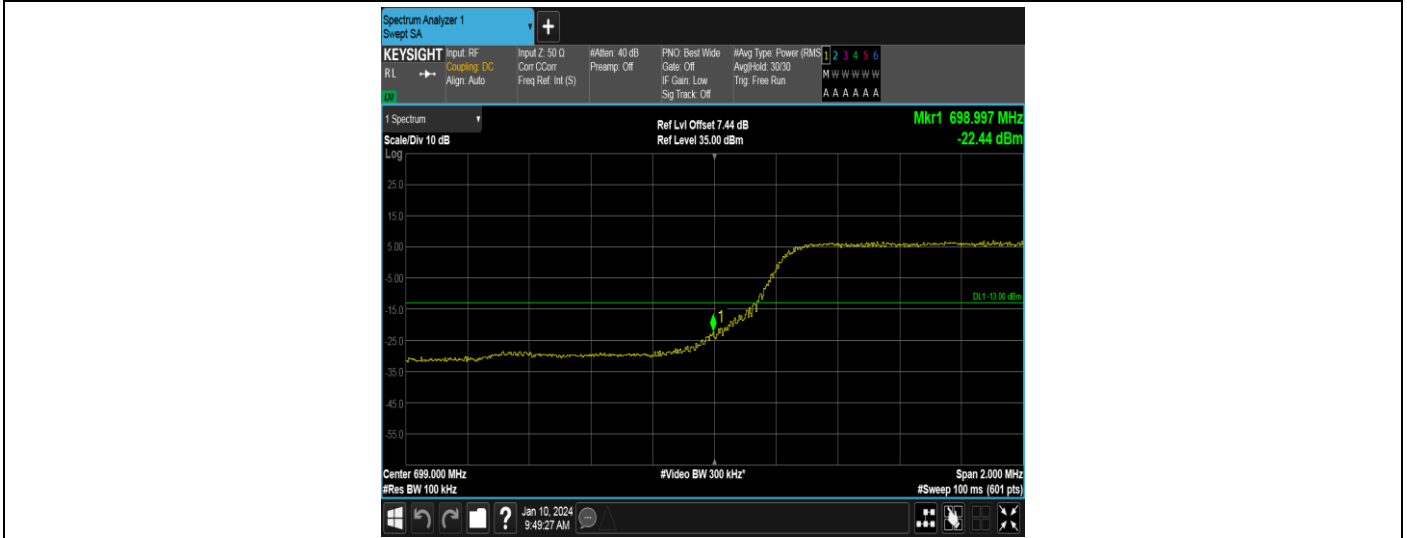 Spectrum Analyzer 1
Swept SA
+
KEYSIGHT
RL
Input: RF
Coupling: DC
Align: Auto
Input Z: 50 Ω
Corr CCorr
Freq Ref: Int (S)
#Atten: 40 dB
Preamp: Off
PNO: Best Wide
Gate: Off
IF Gain: Low
Sig Track: Off
#Avg Type: Power (RMS
Avg|Hold: 30/30
Trig: Free Run
1 2 3 4 5 6
M W W W W W
A A A A A A
1 Spectrum
Scale/Div 10 dB
Log
Ref Lvl Offset 7.44 dB
Ref Level 35.00 dBm
Mkr1 698.997 MHz
-22.44 dBm
25.0
15.0
5.00
-5.00
-15.0
-25.0
-35.0
-45.0
-55.0
DL1 -13.00 dBm
1
Center 699.000 MHz
#Res BW 100 kHz
#Video BW 300 kHz*
Span 2.000 MHz
#Sweep 100 ms (601 pts)
?
Jan 10, 2024
9:49:27 AM